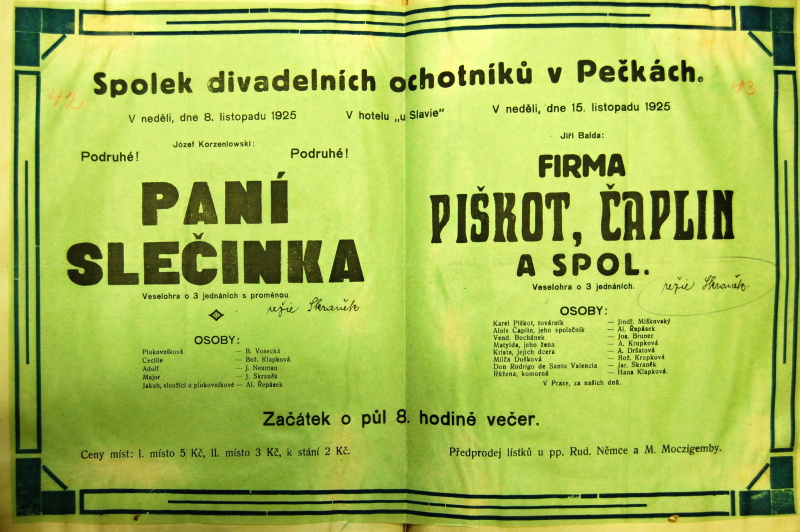 Spolek divadelních ochotníků v Pečkách.
42
43
V neděli, dne 8. listopadu 1925
V hotelu „u Slavie"
V neděli, dne 15. listopadu 1925
Józef Korzeniowski:
Podruhé!
Podruhé!
PANÍ
SLEČINKA
Veselohra o 3 jednáních s proměnou.
režie Skraněk
OSOBY:
Plukovníková — B. Vosecká
Cecilie — Bož. Klapková
Adolf — J. Neuman
Major — J. Skraněk
Jakub, sloužící u plukovníkové — Al. Řepásek
Jiří Balda:
FIRMA
PIŠKOT, ČAPLIN
A SPOL.
Veselohra o 3 jednáních.
režie Skraněk.
OSOBY:
Karel Piškot, továrník — Jindř. Miškovský
Alois Čaplin, jeho společník — Al. Řepásek
Vend. Bochánek — Jos. Bruner
Matylda, jeho žena — A. Krupková
Krista, jejich dcera — A. Dršatová
Milča Dušková — Bož. Krupková
Don Rodrigo de Santo Valencia — Jar. Skraněk
Růžena, komorná — Hana Klapková.
V Praze, za našich dnů.
Začátek o půl 8. hodině večer.
Ceny míst: I. místo 5 Kč, II. místo 3 Kč, k stání 2 Kč.
Předprodej lístků u pp. Rud. Němce a M. Moczigemby.